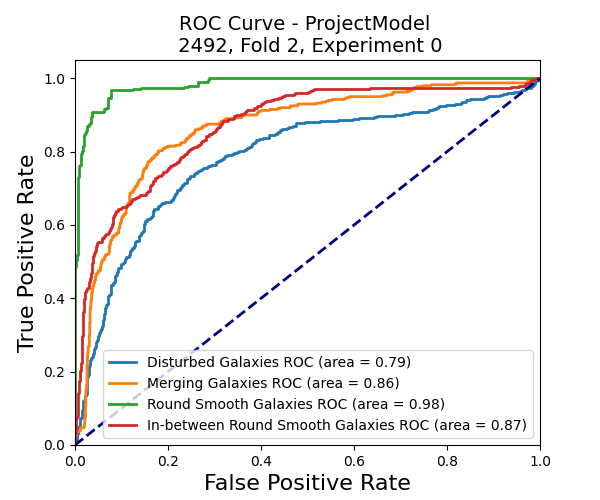 ROC Curve - ProjectModel
2492, Fold 2, Experiment 0
True Positive Rate
1.0
0.8
0.6
0.4
0.2
0.0
Disturbed Galaxies ROC (area = 0.79)
Merging Galaxies ROC (area = 0.86)
Round Smooth Galaxies ROC (area = 0.98)
In-between Round Smooth Galaxies ROC (area = 0.87)
0.0 0.2 0.4 0.6 0.8 1.0
False Positive Rate